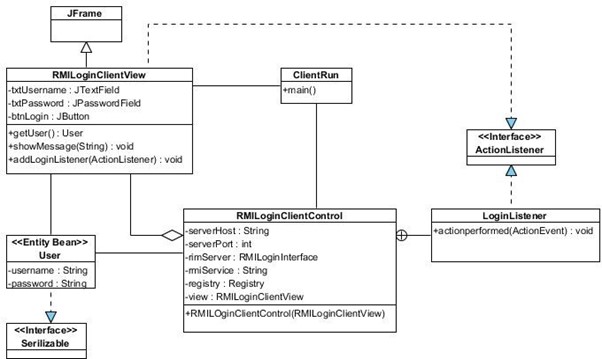 JFrame
RMILoginClientView
-txtUsername : JTextField
-txtPassword : JPasswordField
-btnLogin : JButton
+getUser() : User
+showMessage(String) : void
+addLoginListener(ActionListener) : void
ClientRun
+main()
<<Interface>>
ActionListener
RMILoginClientControl
-serverHost : String
-serverPort : int
-rimServer : RMILoginInterface
-rmiService : String
-registry : Registry
-view : RMILoginClientView
+RMILOginClientControl(RMILoginClientView)
LoginListener
+actionperformed(ActionEvent) : void
<<Entity Bean>>
User
-username : String
-password : String
<<Interface>>
Serilizable